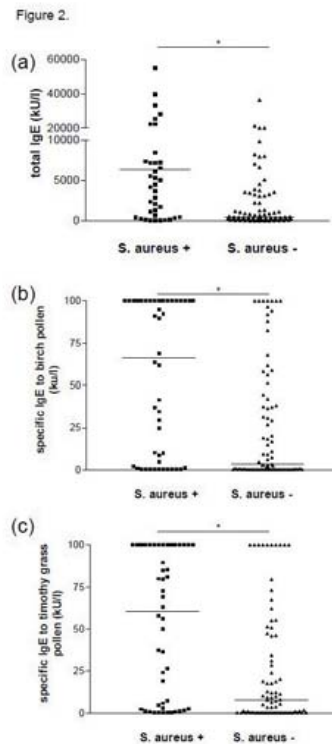 Figure 2.
(a)
*
total IgE (kU/l)
60000
40000
20000
10000
5000
0
S. aureus + S. aureus -
(b)
*
specific IgE to birch pollen
(ku/l)
100
75
50
25
0
S. aureus + S. aureus -
(c)
*
specific IgE to timothy grass
pollen (kU/l)
100
75
50
25
0
S. aureus + S. aureus -